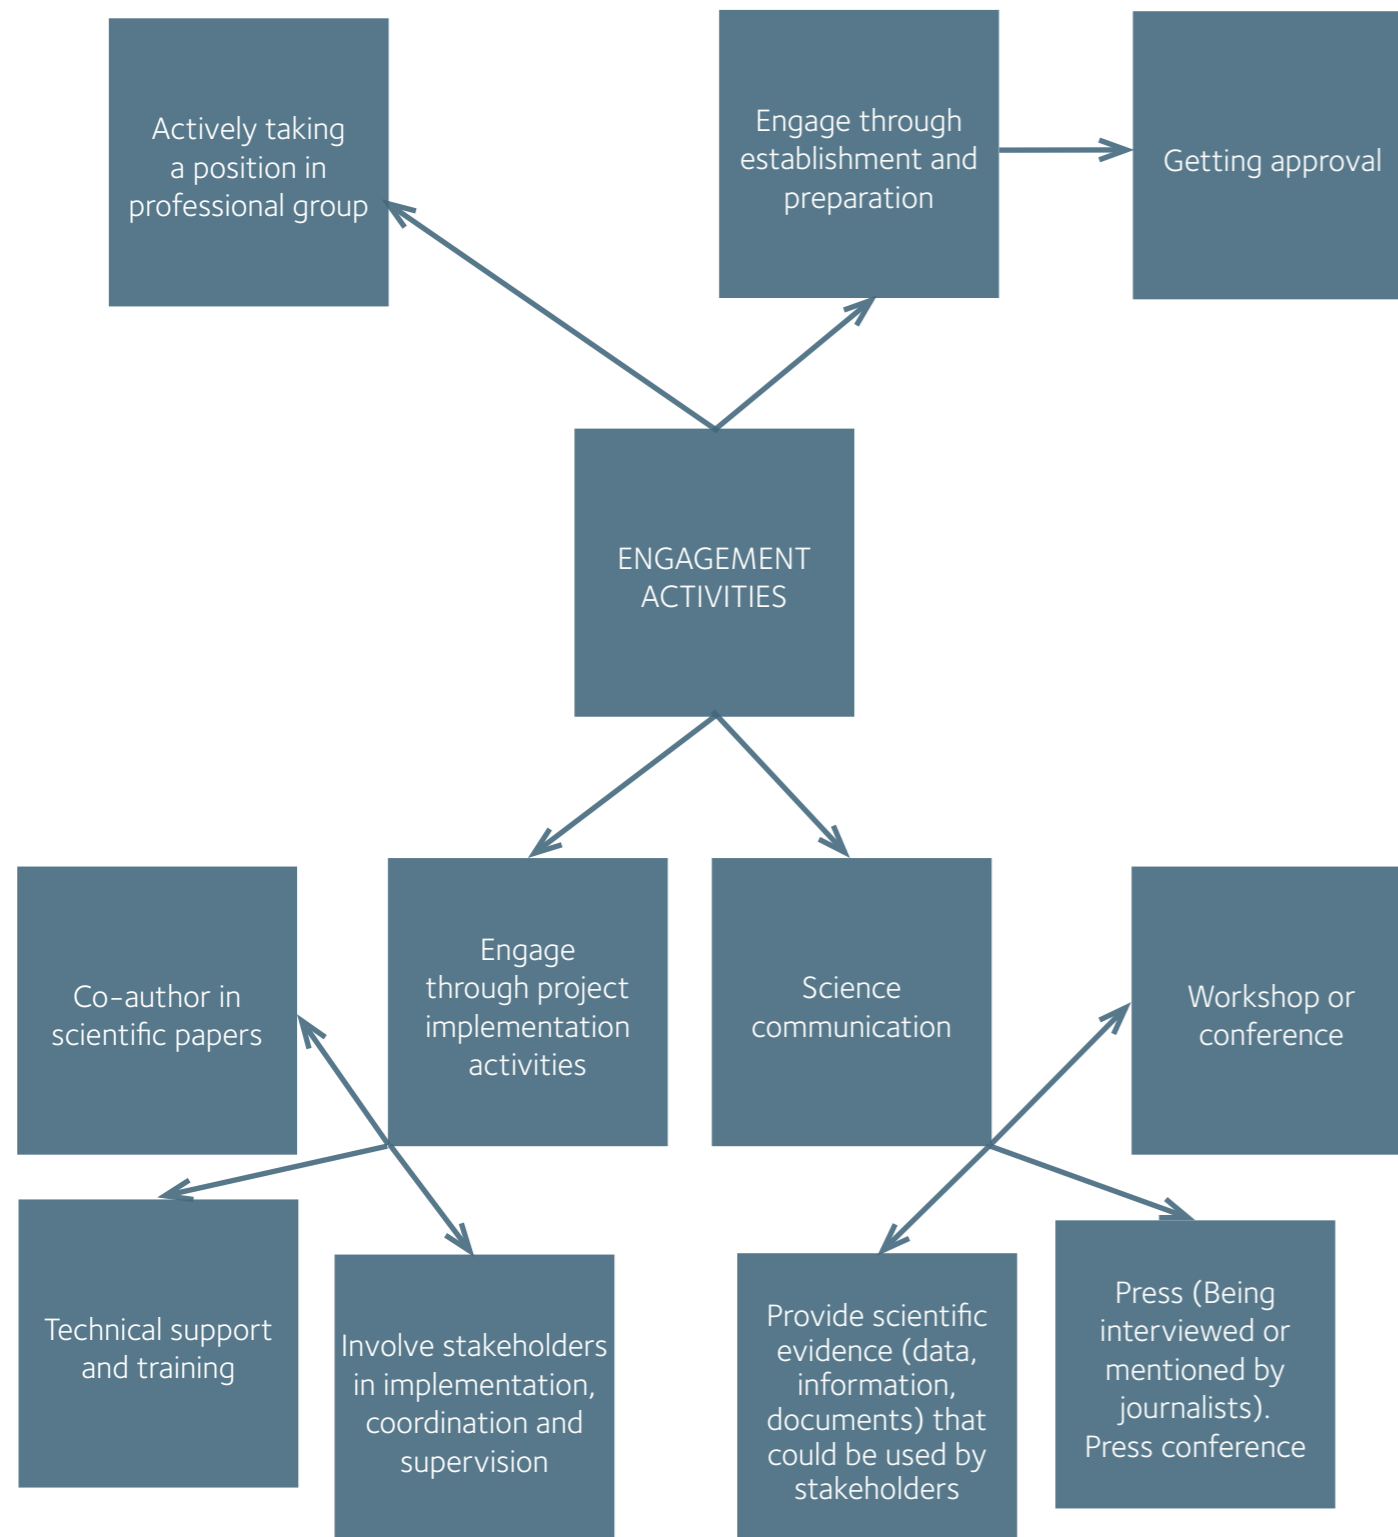 Actively taking
a position in
professional group
Engage through
establishment and
preparation
Getting approval
ENGAGEMENT
ACTIVITIES
Co-author in
scientific papers
Engage
through project
implementation
activities
Science
communication
Workshop or
conference
Technical support
and training
Involve stakeholders
in implementation,
coordination and
supervision
Provide scientific
evidence (data,
information,
documents) that
could be used by
stakeholders
Press (Being
interviewed or
mentioned by
journalists).
Press conference